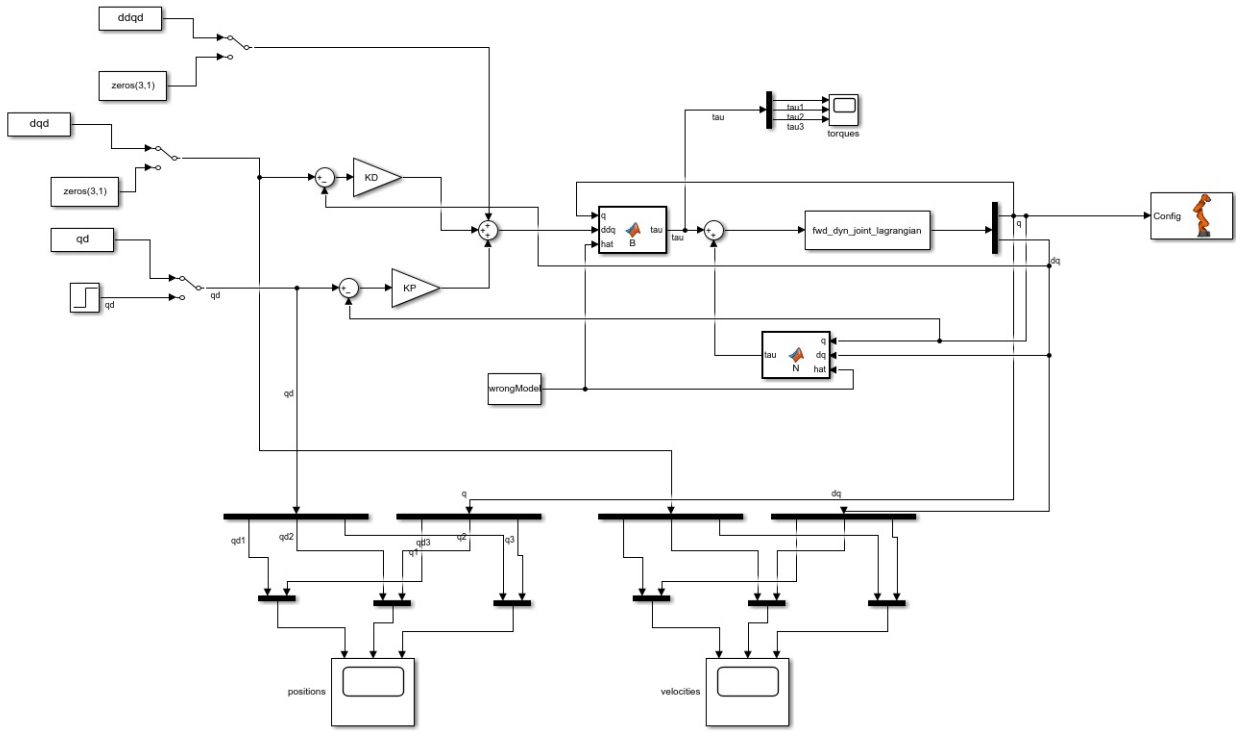 ddqd
zeros(3,1)
dqd
zeros(3,1)
qd
qd
qd
KD
KP
q
ddq
hat
B
tau
tau
tau
tau1
tau2
tau3
torques
fwd_dyn_joint_lagrangian
q
dq
Config
tau
q
dq
hat
N
wrongModel
qd
q
dq
qd1
qd2
qd3
q1
q2
q3
positions
velocities